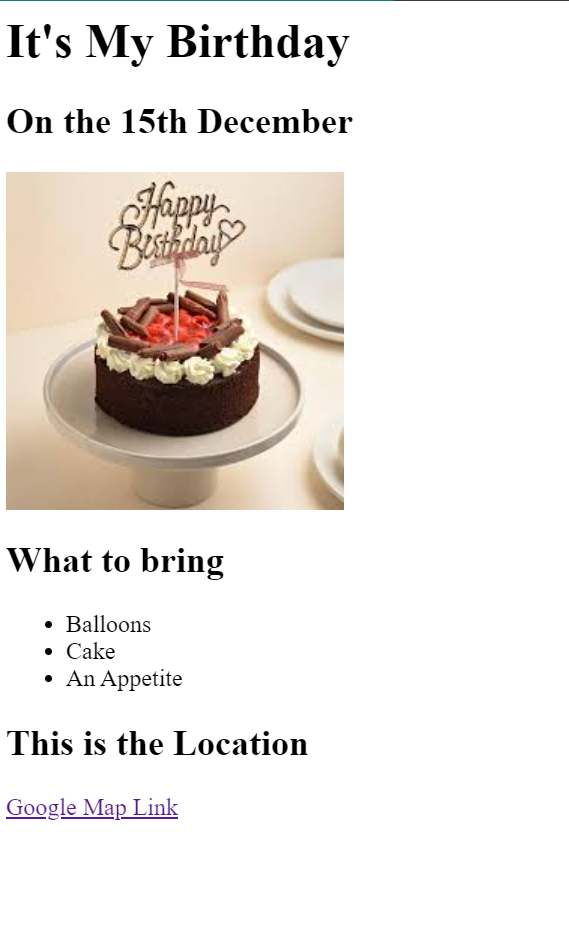 It's My Birthday
On the 15th December
Happy
Birthday
What to bring
Balloons
Cake
An Appetite
This is the Location
Google Map Link